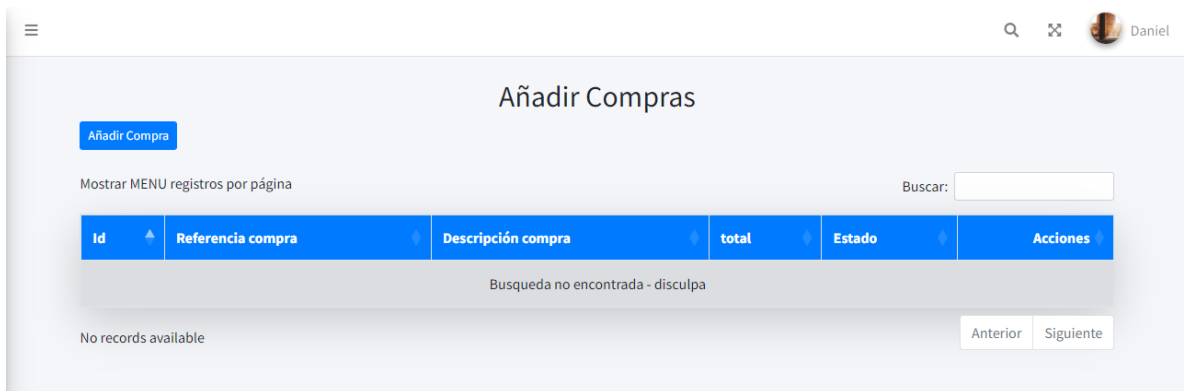 Daniel
Añadir Compras
Añadir Compra
Mostrar MENU registros por página
Buscar:
Id Referencia compra Descripción compra total Estado Acciones
Busqueda no encontrada - disculpa
No records available
Anterior Siguiente